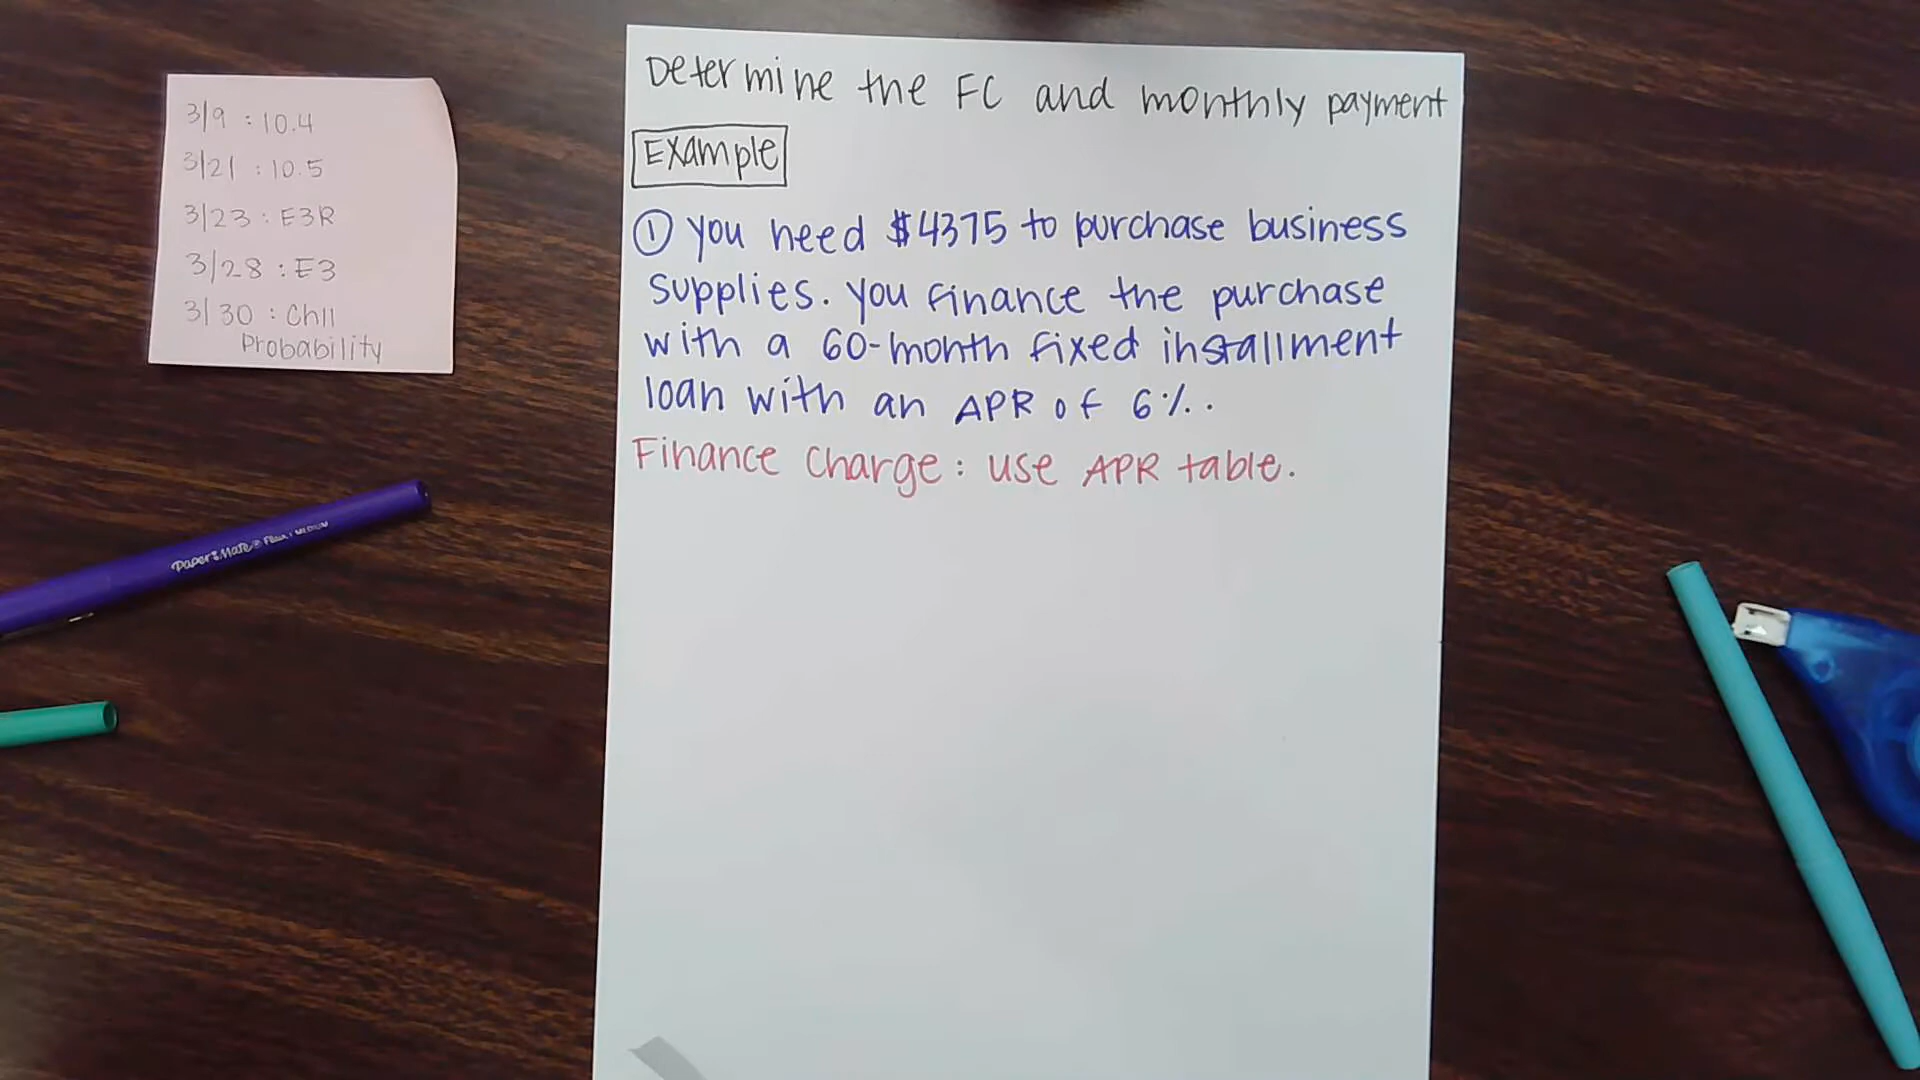 3/9 : 10.4
3/21 : 10.5
3/23 : E3R
3/28 : E3
3/30 : Ch11
Probability
Determine the FC and monthly payment
Example
① you need $4375 to purchase business
supplies. you finance the purchase
with a 60-month fixed installment
loan with an APR of 6%.
Finance Charge: use APR table.
Paper:Mate® Flair MEDIUM